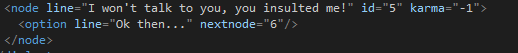 <node line="I won't talk to you, you insulted me!" id="5" karma="-1">
<option line="Ok then..." nextnode="6"/>
</node>